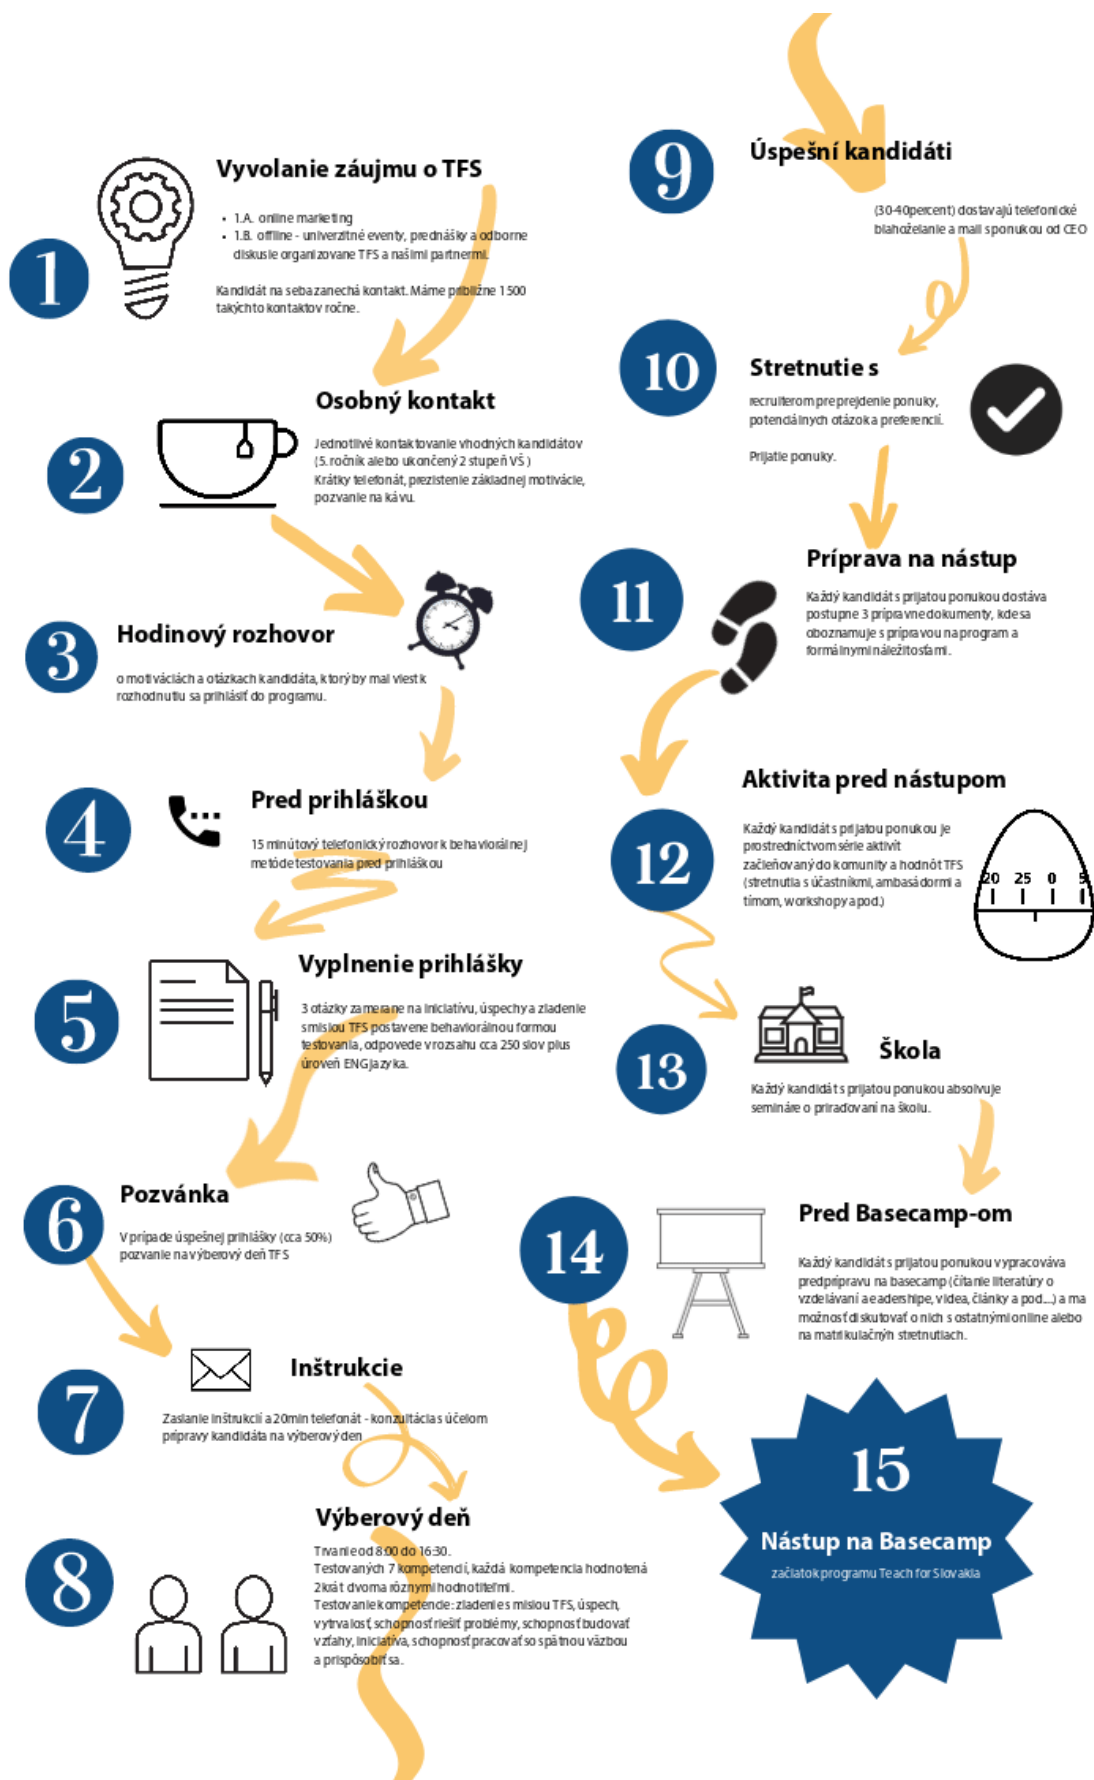 1
Vyvolanie záujmu o TFS
• 1.A. online marketing
• 1.B. offline - univerzitné eventy, prednášky a odborne
diskusie organizovane TFS a našimi partnermi.
Kandidát na seba zanechá kontakt. Máme približne 1500
takýchto kontaktov ročne.
2
Osobný kontakt
Jednotlivé kontaktovanie vhodných kandidátov
(5. ročník alebo ukončený 2 stupeň VŠ )
Krátky telefonát, prezistenie základnej motivácie,
pozvanie na kávu.
3
Hodinový rozhovor
o motiváciách a otázkach kandidáta, ktorý by mal viesť k
rozhodnutiu sa prihlásiť do programu.
4
Pred prihláškou
15 minútový telefonický rozhovor k behaviorálnej
metóde testovania pred prihláškou
5
Vyplnenie prihlášky
3 otázky zamerane na iniciatívu, úspechy a zladenie
s misiou TFS postavene behaviorálnou formou
testovania, odpovede v rozsahu cca 250 slov plus
úroveň ENG jazyka.
6
Pozvánka
V prípade úspešnej prihlášky (cca 50%)
pozvanie na výberový deň TFS
7
Inštrukcie
Zaslanie inštrukcií a 20min telefonát - konzultácia s účelom
prípravy kandidáta na výberový den
8
Výberový deň
Trvanie od 8:00 do 16:30.
Testovaných 7 kompetencií, každá kompetencia hodnotená
2krát dvoma rôznymi hodnotiteľmi.
Testovanie kompetencie: zladenie s misiou TFS, úspech,
vytrvalosť, schopnosť riešiť problémy, schopnosť budovať
vzťahy, iniciatíva, schopnosť pracovať so spätnou väzbou
a prispôsobiť sa.
9
Úspešní kandidáti
(30-40percent) dostavajú telefonické
blahoželanie a mail s ponukou od CEO
10
Stretnutie s
recruiterom pre prejdenie ponuky,
potenciálnych otázok a preferencií.
Prijatie ponuky.
11
Príprava na nástup
Každý kandidát s prijatou ponukou dostáva
postupne 3 prípravne dokumenty, kde sa
oboznamuje s prípravou na program a
formálnymi náležitosťami.
12
Aktivita pred nástupom
Každý kandidát s prijatou ponukou je
prostredníctvom série aktivít
začleňovaný do komunity a hodnôt TFS
(stretnutia s účastníkmi, ambasádormi a
tímom, workshopy a pod.)
20 25 0 5
13
Škola
Každý kandidát s prijatou ponukou absolvuje
semináre o priraďovaní na školu.
14
Pred Basecamp-om
Každý kandidát s prijatou ponukou vypracováva
predprípravu na basecamp (čítanie literatúry o
vzdelávaní a eadershipe, videa, články a pod...) a ma
možnosť diskutovať o nich s ostatnými online alebo
na matrikulačných stretnutiach.
15
Nástup na Basecamp
začiatok programu Teach for Slovakia